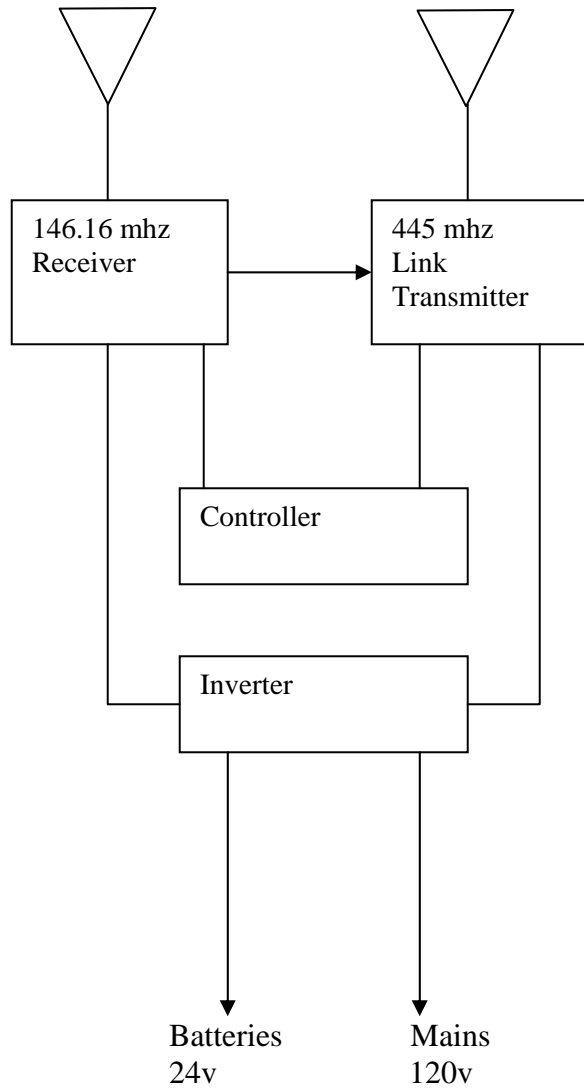 146.16 mhz
Receiver
445 mhz
Link
Transmitter
Controller
Inverter
Batteries
24v
Mains
120v